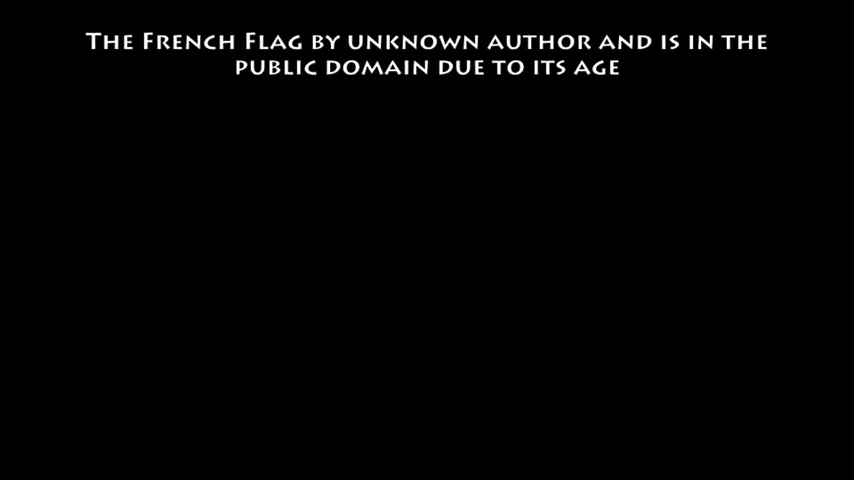 The French Flag by unknown author and is in the
public domain due to its age